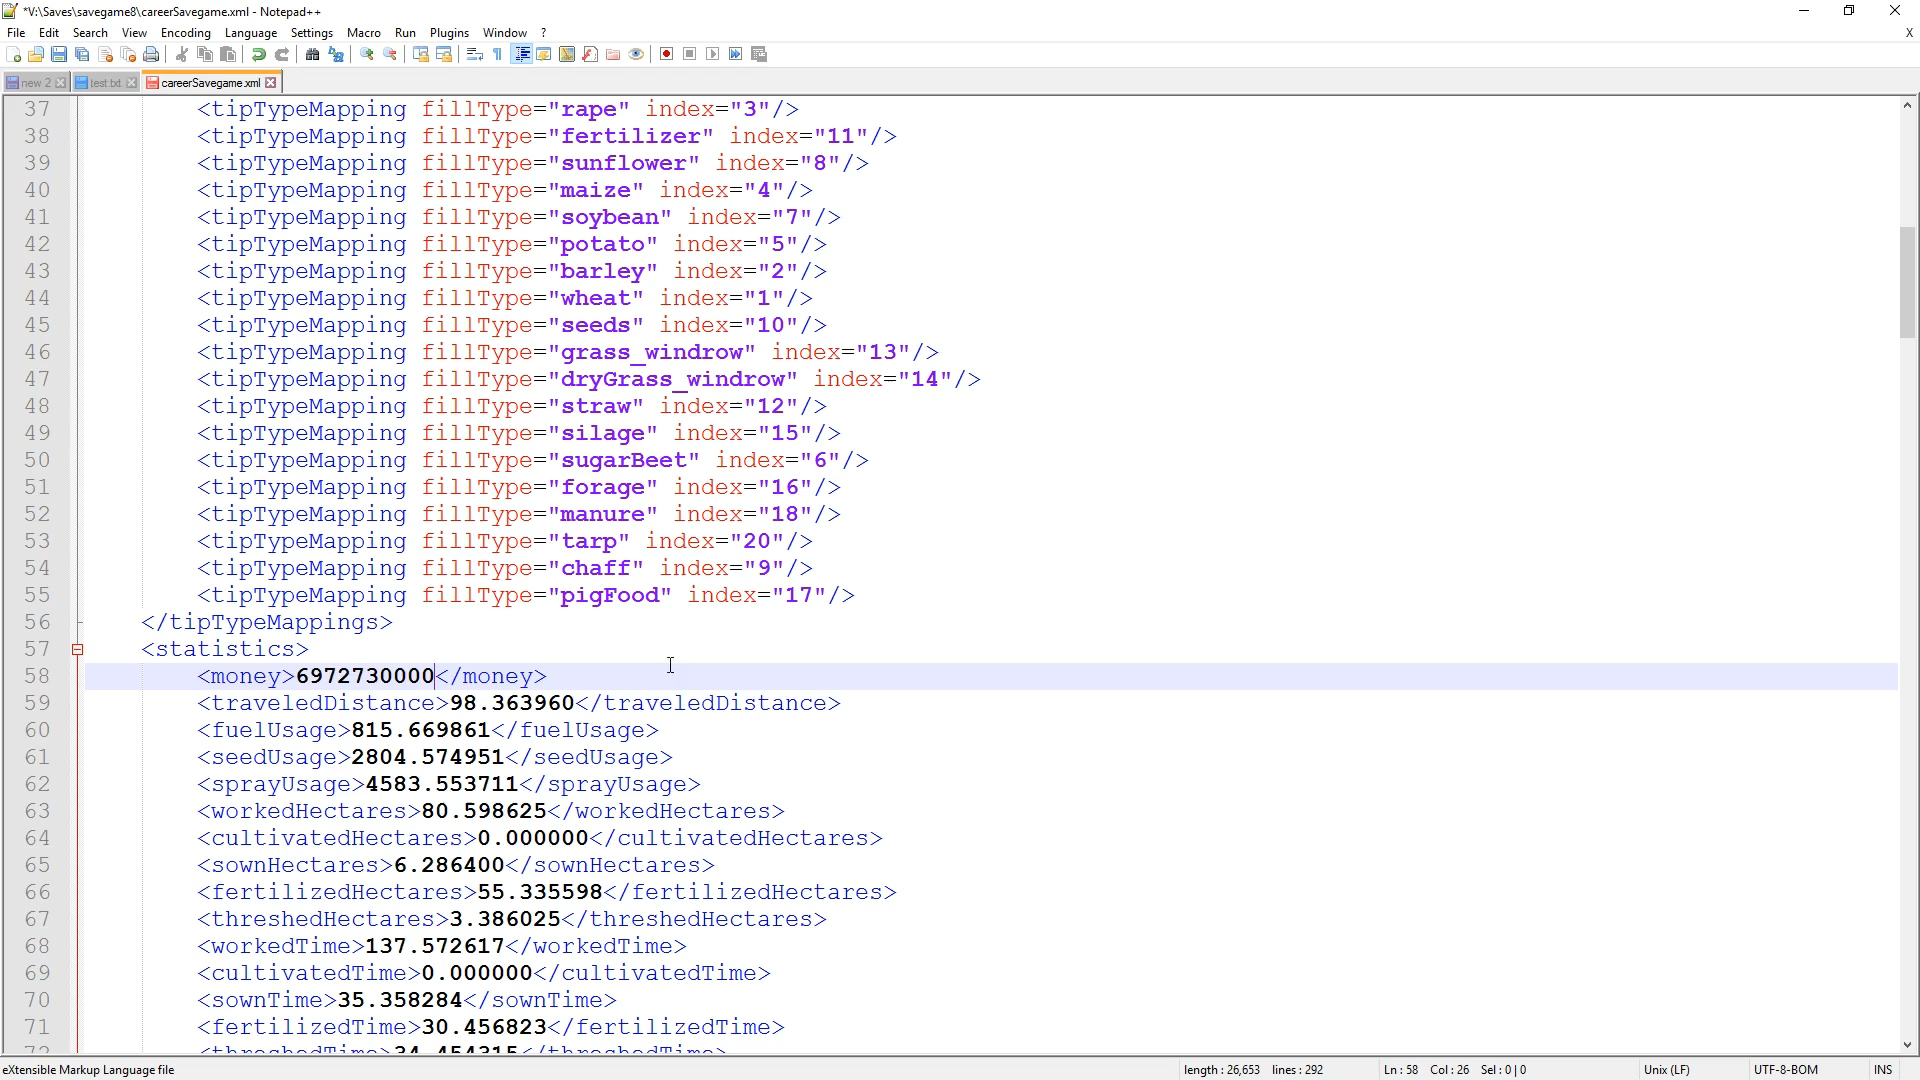 *V:\Saves\savegame8\careerSavegame.xml - Notepad++
File Edit Search View Encoding Language Settings Macro Run Plugins Window ? X
new 2 test.txt careerSavegame.xml
37 <tipTypeMapping fillType="rape" index="3"/>
38 <tipTypeMapping fillType="fertilizer" index="11"/>
39 <tipTypeMapping fillType="sunflower" index="8"/>
40 <tipTypeMapping fillType="maize" index="4"/>
41 <tipTypeMapping fillType="soybean" index="7"/>
42 <tipTypeMapping fillType="potato" index="5"/>
43 <tipTypeMapping fillType="barley" index="2"/>
44 <tipTypeMapping fillType="wheat" index="1"/>
45 <tipTypeMapping fillType="seeds" index="10"/>
46 <tipTypeMapping fillType="grass_windrow" index="13"/>
47 <tipTypeMapping fillType="dryGrass_windrow" index="14"/>
48 <tipTypeMapping fillType="straw" index="12"/>
49 <tipTypeMapping fillType="silage" index="15"/>
50 <tipTypeMapping fillType="sugarBeet" index="6"/>
51 <tipTypeMapping fillType="forage" index="16"/>
52 <tipTypeMapping fillType="manure" index="18"/>
53 <tipTypeMapping fillType="tarp" index="20"/>
54 <tipTypeMapping fillType="chaff" index="9"/>
55 <tipTypeMapping fillType="pigFood" index="17"/>
56 </tipTypeMappings>
57 <statistics>
58 <money>6972730000</money>
59 <traveledDistance>98.363960</traveledDistance>
60 <fuelUsage>815.669861</fuelUsage>
61 <seedUsage>2804.574951</seedUsage>
62 <sprayUsage>4583.553711</sprayUsage>
63 <workedHectares>80.598625</workedHectares>
64 <cultivatedHectares>0.000000</cultivatedHectares>
65 <sownHectares>6.286400</sownHectares>
66 <fertilizedHectares>55.335598</fertilizedHectares>
67 <threshedHectares>3.386025</threshedHectares>
68 <workedTime>137.572617</workedTime>
69 <cultivatedTime>0.000000</cultivatedTime>
70 <sownTime>35.358284</sownTime>
71 <fertilizedTime>30.456823</fertilizedTime>
72 <threshedTime>34.454315</threshedTime>
eXtensible Markup Language file length : 26,653 lines : 292 Ln : 58 Col : 26 Sel : 0 | 0 Unix (LF) UTF-8-BOM INS